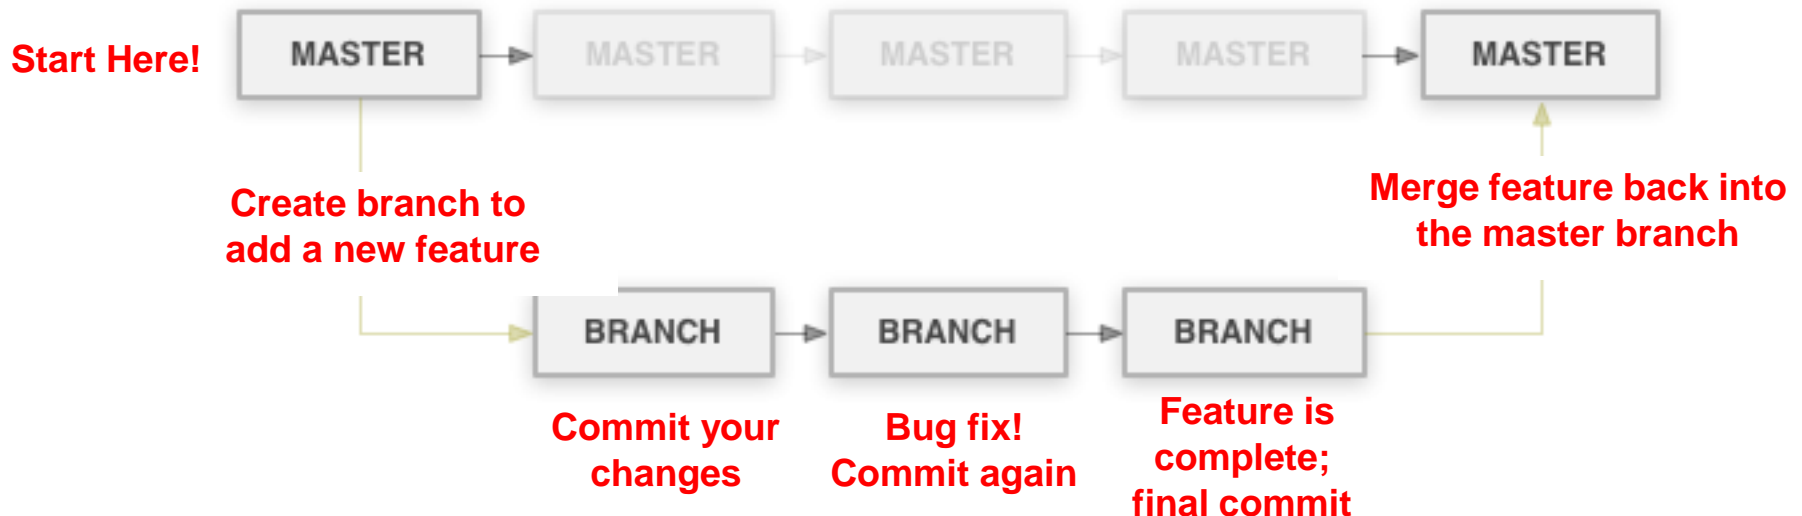 Start Here!
MASTER
MASTER
MASTER
MASTER
MASTER
Create branch to
add a new feature
Merge feature back into
the master branch
BRANCH
BRANCH
BRANCH
Commit your
changes
Bug fix!
Commit again
Feature is
complete;
final commit